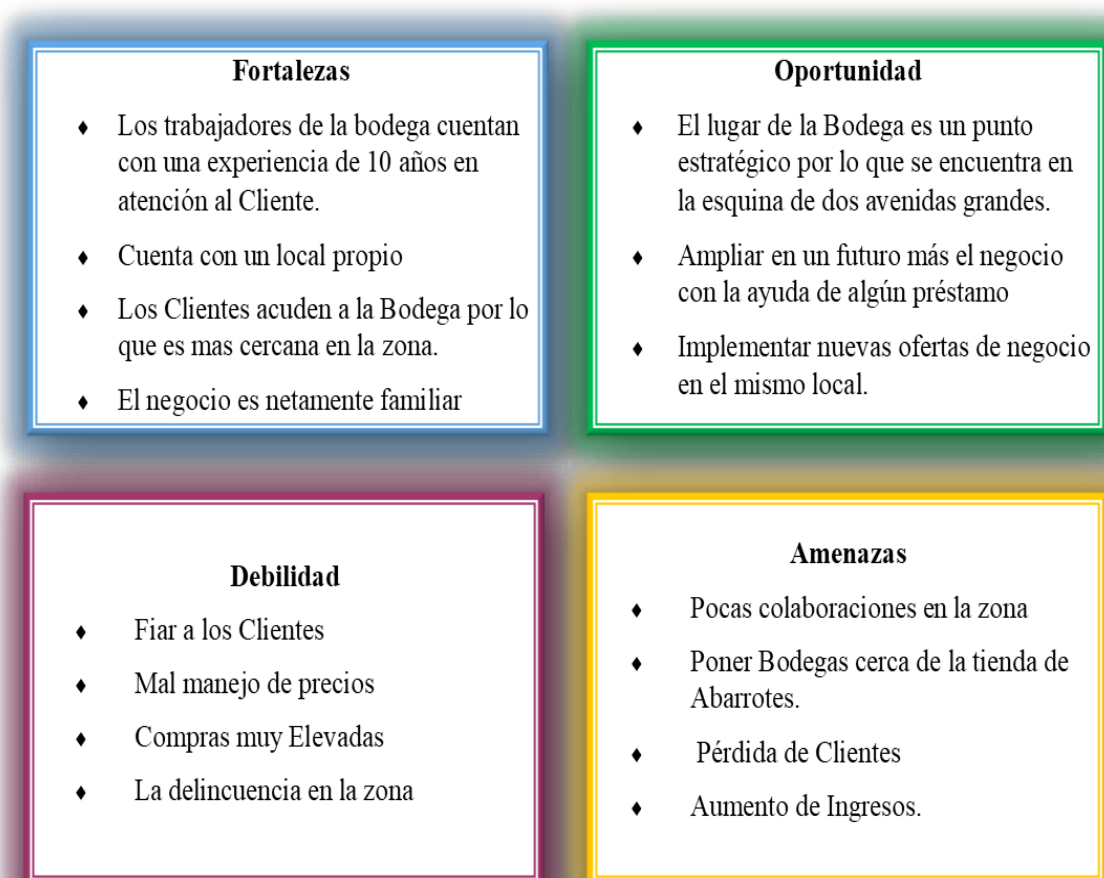 Fortalezas
♦ Los trabajadores de la bodega cuentan
con una experiencia de 10 años en
atención al Cliente.
♦ Cuenta con un local propio
♦ Los Clientes acuden a la Bodega por lo
que es mas cercana en la zona.
♦ El negocio es netamente familiar
Oportunidad
♦ El lugar de la Bodega es un punto
estratégico por lo que se encuentra en
la esquina de dos avenidas grandes.
♦ Ampliar en un futuro más el negocio
con la ayuda de algún préstamo
♦ Implementar nuevas ofertas de negocio
en el mismo local.
Debilidad
♦ Fiar a los Clientes
♦ Mal manejo de precios
♦ Compras muy Elevadas
♦ La delincuencia en la zona
Amenazas
♦ Pocas colaboraciones en la zona
♦ Poner Bodegas cerca de la tienda de
Abarrotes.
♦ Pérdida de Clientes
♦ Aumento de Ingresos.